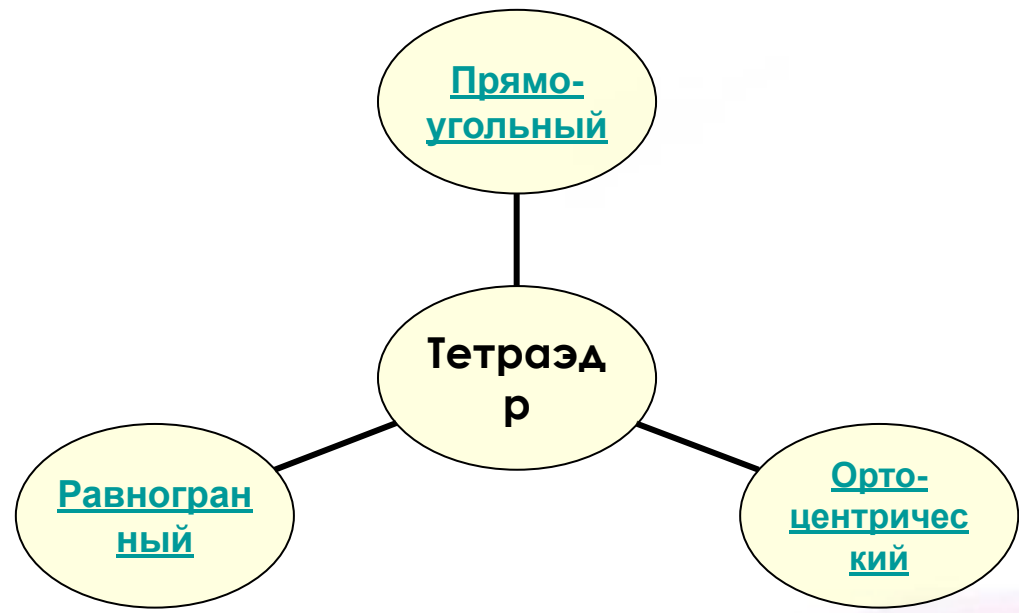 Прямо-
угольный
Тетраэд
р
Равногран
ный
Орто-
центричес
кий